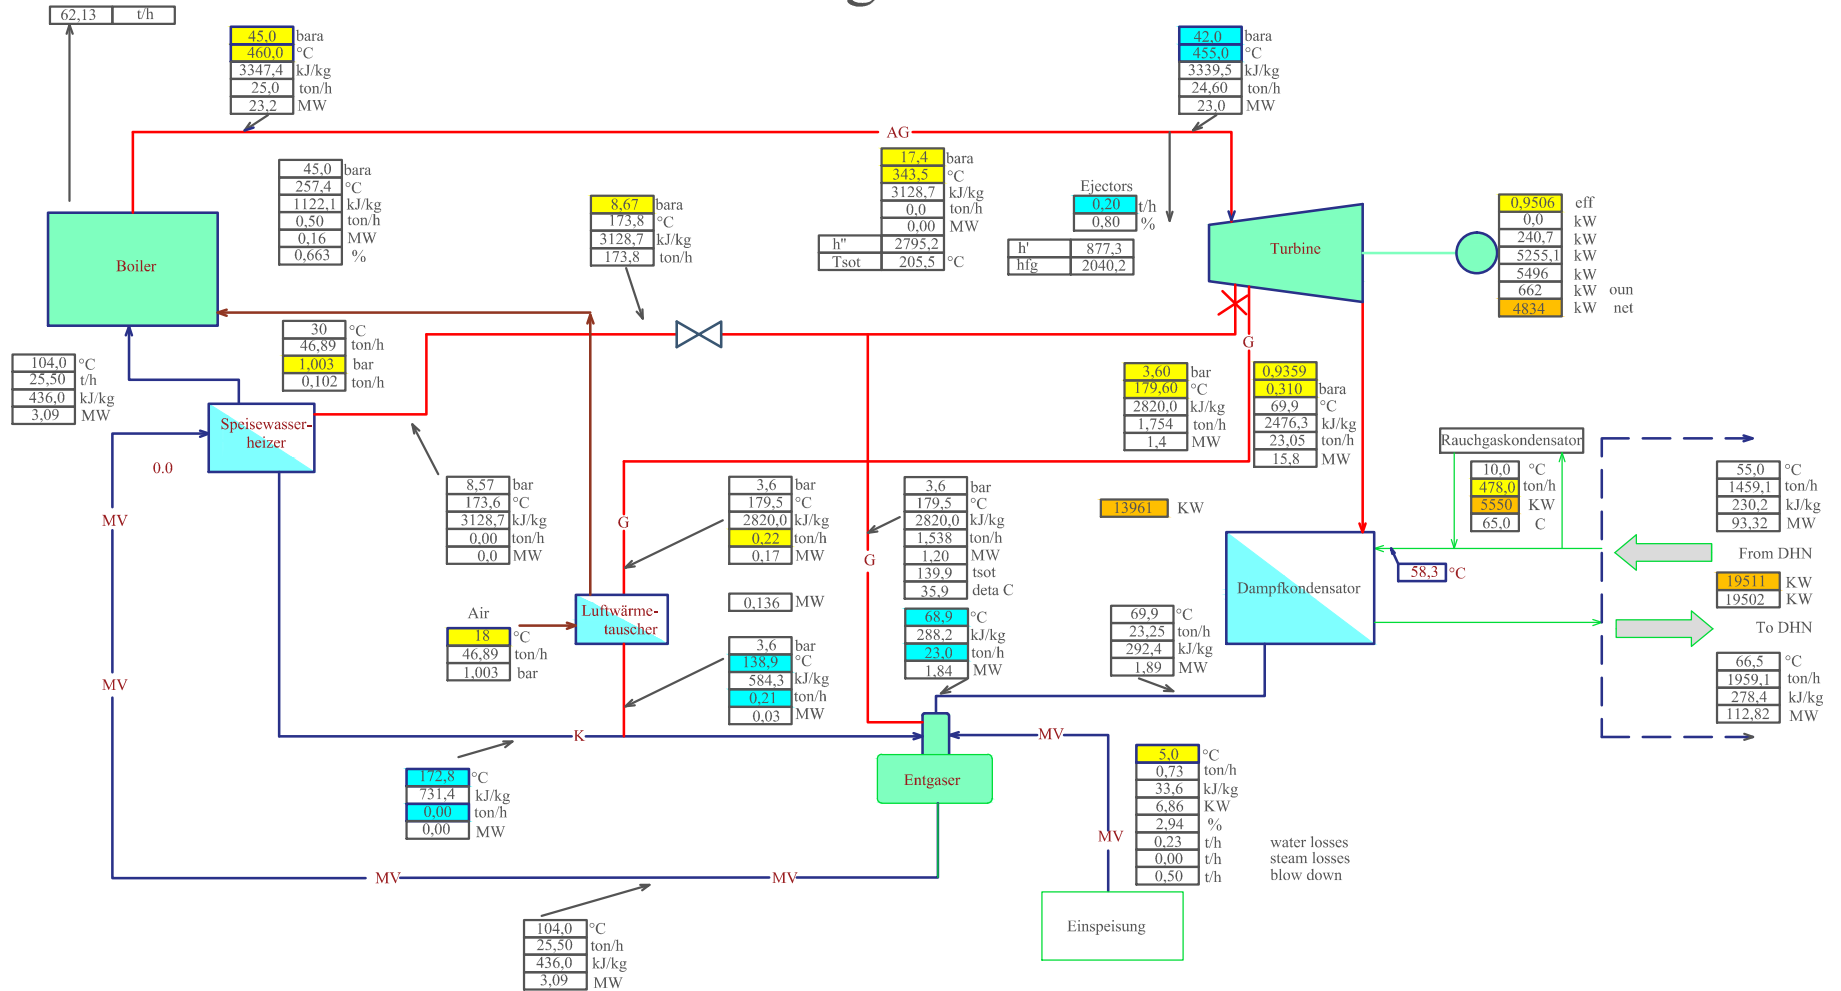 62,13 t/h
45,0 bara
460,0 °C
3347,4 kJ/kg
25,0 ton/h
23,2 MW
42,0 bara
455,0 °C
3339,5 kJ/kg
24,60 ton/h
23,0 MW
AG
45,0 bara
257,4 °C
1122,1 kJ/kg
0,50 ton/h
0,16 MW
0,663 %
8,67 bara
173,8 °C
3128,7 kJ/kg
173,8 ton/h
17,4 bara
343,5 °C
3128,7 kJ/kg
0,0 ton/h
0,00 MW
h" 2795,2
Tsot 205,5 °C
Ejectors
0,20 t/h
0,80 %
h' 877,3
hfg 2040,2
Turbine
0,9506 eff
0,0 kW
240,7 kW
5255,1 kW
5496 kW
662 kW oun
4834 kW net
Boiler
30 °C
46,89 ton/h
1,003 bar
0,102 ton/h
104,0 °C
25,50 t/h
436,0 kJ/kg
3,09 MW
Speisewasser-
heizer
0.0
G
3,60 bar
179,60 °C
2820,0 kJ/kg
1,754 ton/h
1,4 MW
0,9359
0,310 bara
69,9 °C
2476,3 kJ/kg
23,05 ton/h
15,8 MW
Rauchgaskondensator
10,0 °C
478,0 ton/h
5550 KW
65,0 C
55,0 °C
1459,1 ton/h
230,2 kJ/kg
93,32 MW
From DHN
19511 KW
19502 KW
To DHN
66,5 °C
1959,1 ton/h
278,4 kJ/kg
112,82 MW
MV
8,57 bar
173,6 °C
3128,7 kJ/kg
0,00 ton/h
0,0 MW
G
3,6 bar
179,5 °C
2820,0 kJ/kg
0,22 ton/h
0,17 MW
G
3,6 bar
179,5 °C
2820,0 kJ/kg
1,538 ton/h
1,20 MW
139,9 tsot
35,9 deta C
13961 KW
58,3 °C
Dampfkondensator
Air
18 °C
46,89 ton/h
1,003 bar
Luftwärme-
tauscher
0,136 MW
3,6 bar
138,9 °C
584,3 kJ/kg
0,21 ton/h
0,03 MW
68,9 °C
288,2 kJ/kg
23,0 ton/h
1,84 MW
69,9 °C
23,25 ton/h
292,4 kJ/kg
1,89 MW
MV
K
MV
Entgaser
172,8 °C
731,4 kJ/kg
0,00 ton/h
0,00 MW
5,0 °C
0,73 ton/h
33,6 kJ/kg
6,86 KW
2,94 %
0,23 t/h water losses
0,00 t/h steam losses
0,50 t/h blow down
MV
MV
MV
Einspeisung
104,0 °C
25,50 ton/h
436,0 kJ/kg
3,09 MW